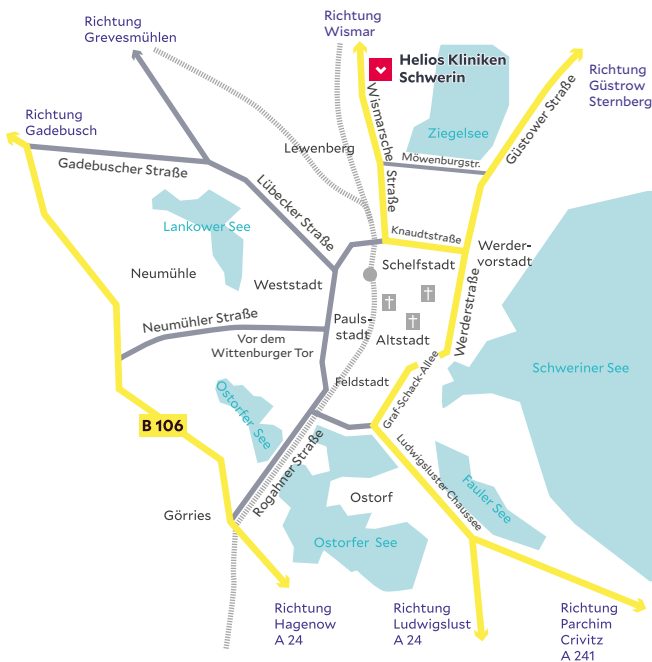 Richtung
Wismar
Richtung
Grevesmühlen
Helios Kliniken
Schwerin
Richtung
Güstrow
Sternberg
Richtung
Gadebusch
Wismarsche Straße
Ziegelsee
Güstower Straße
Lewenberg
Möwenburgstr.
Gadebuscher Straße
Lübecker Straße
Lankower See
Knaudtstraße
Werder-
vorstadt
Schelfstadt
Neumühle
Weststadt
Werderstraße
Neumühler Straße
Pauls-
stadt
Vor dem
Wittenburger Tor
Altstadt
Graf-Schack-Allee
Schweriner See
Feldstadt
Ostorfer See
B 106
Ludwigsluster Chaussee
Rogahner Straße
Fauler See
Ostorf
Görries
Ostorfer See
Richtung
Hagenow
A 24
Richtung
Ludwigslust
A 24
Richtung
Parchim
Crivitz
A 241